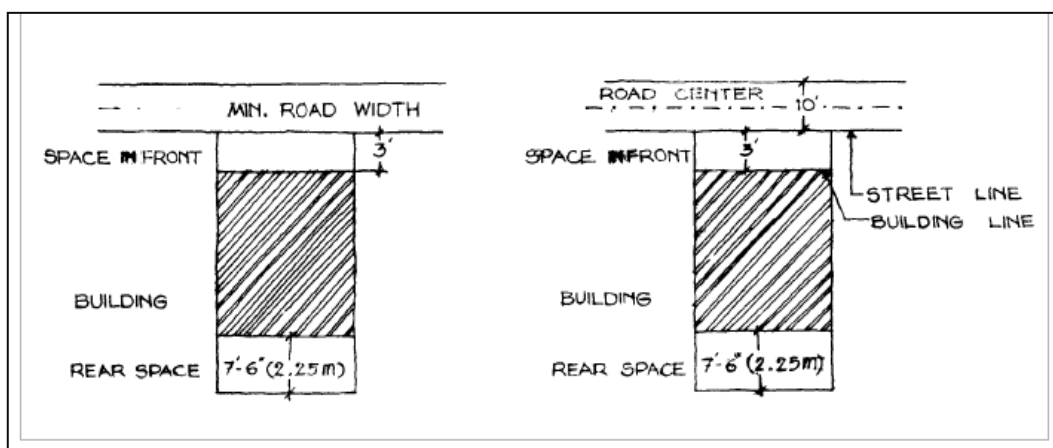 MIN. ROAD WIDTH
3'
SPACE IN FRONT
BUILDING
REAR SPACE 7'-6" (2.25m)
ROAD CENTER
10'
SPACE IN FRONT
3'
STREET LINE
BUILDING LINE
BUILDING
REAR SPACE 7'-6" (2.25m)